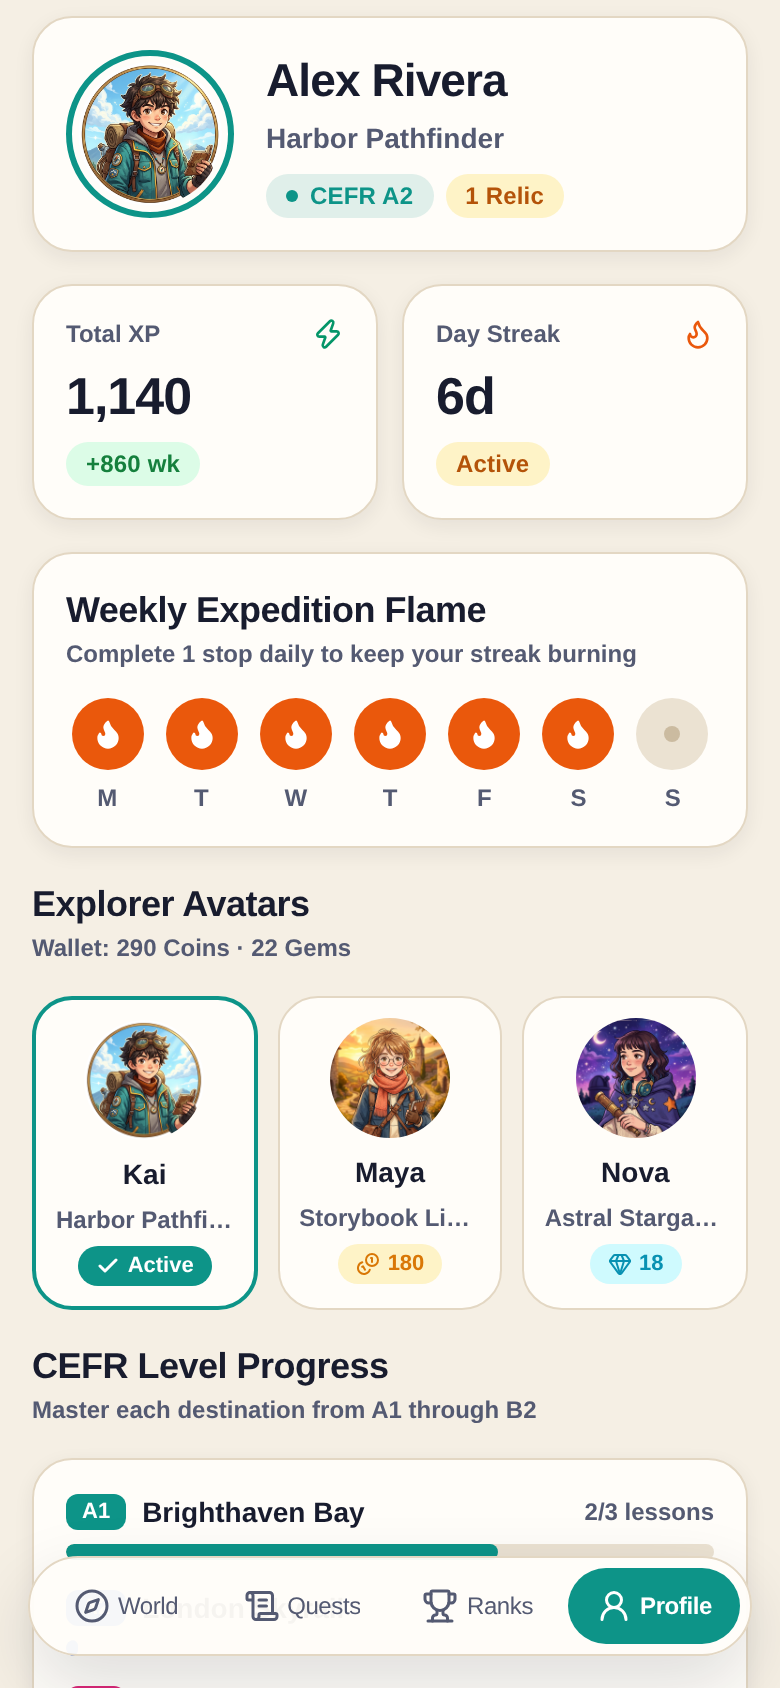 Alex Rivera
Harbor Pathfinder
CEFR A2
1 Relic
Total XP
Day Streak
1,140
6d
+860 wk
Active
Weekly Expedition Flame
Complete 1 stop daily to keep your streak burning
M T W T F S S
Explorer Avatars
Wallet: 290 Coins · 22 Gems
Kai
Maya
Nova
Harbor Pathfi...
Storybook Li...
Astral Starga...
Active
180
18
CEFR Level Progress
Master each destination from A1 through B2
A1 Brighthaven Bay 2/3 lessons
World
Quests
Ranks
Profile